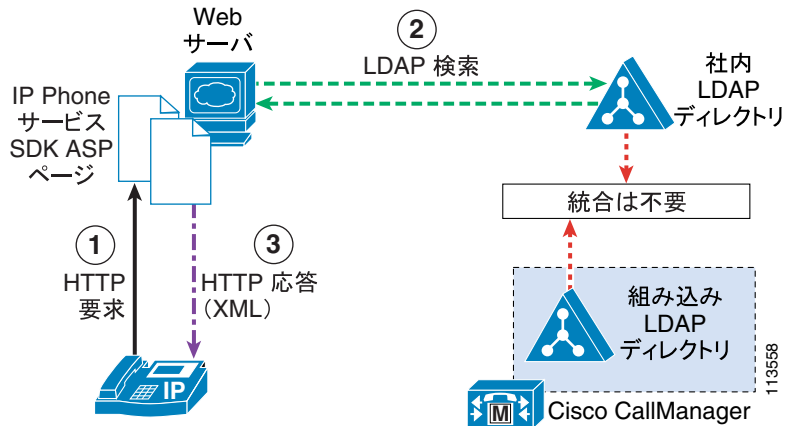 Web
サーバ
②
LDAP 検索
社内
LDAP
ディレクトリ
IP Phone
サービス
SDK ASP
ページ
統合は不要
①
HTTP
要求
③
HTTP 応答
（XML）
組み込み
LDAP
ディレクトリ
IP
M
Cisco CallManager
113558